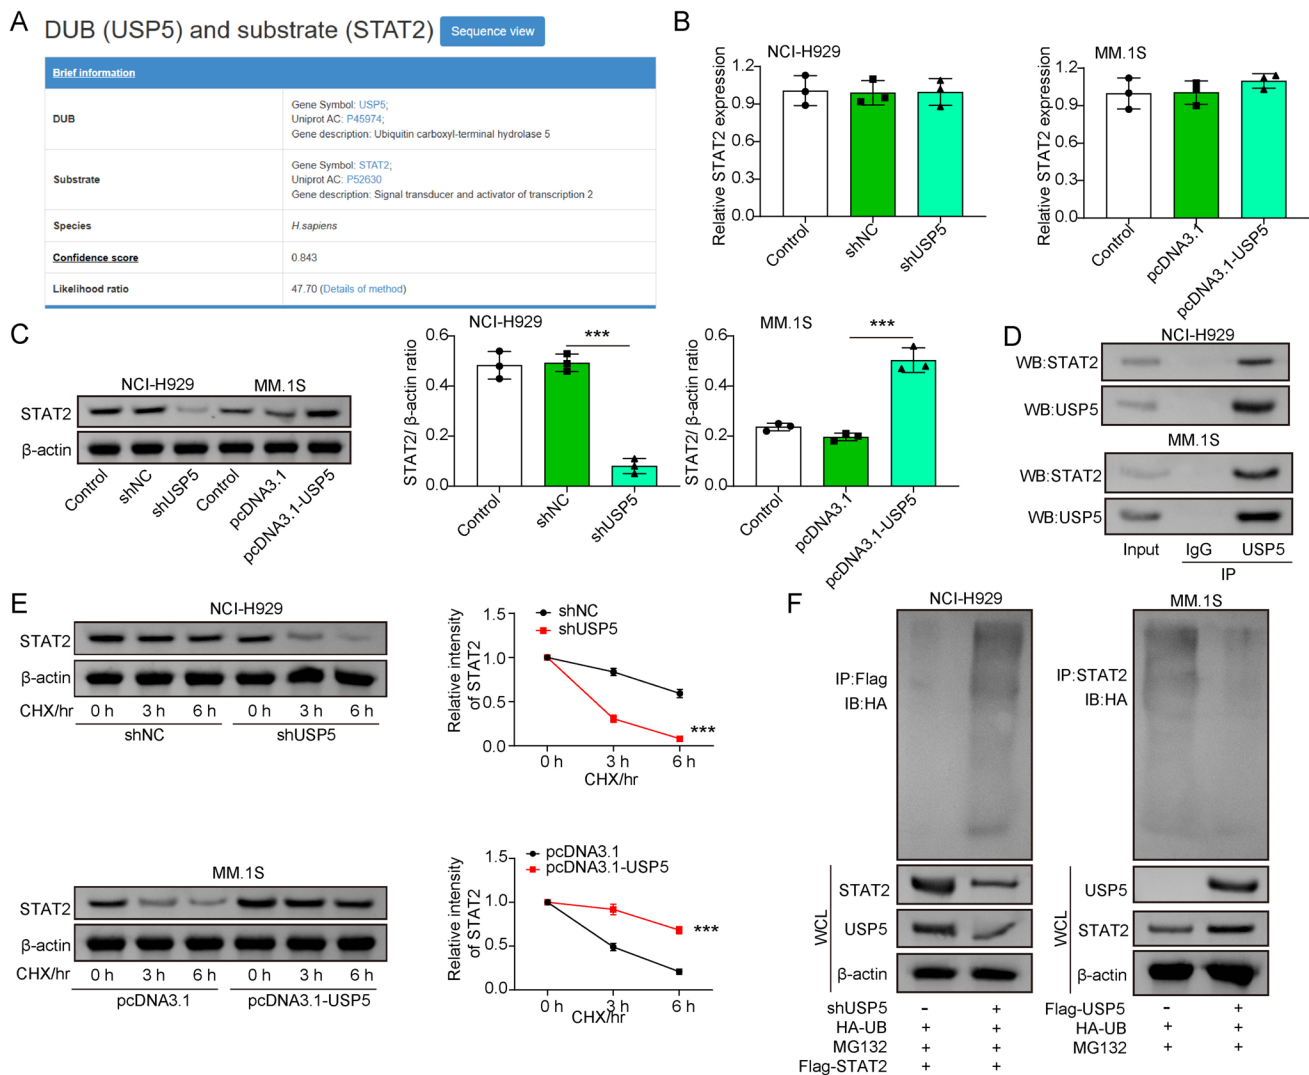 A
DUB (USP5) and substrate (STAT2) Sequence view
Brief information
DUB
Gene Symbol: USP5;
Uniprot AC: P45974;
Gene description: Ubiquitin carboxyl-terminal hydrolase 5
Substrate
Gene Symbol: STAT2;
Uniprot AC: P52630
Gene description: Signal transducer and activator of transcription 2
Species H.sapiens
Confidence score 0.843
Likelihood ratio 47.70 (Details of method)
B
NCI-H929
Relative STAT2 expression
1.2
0.9
0.6
0.3
0.0
Control
shNC
shUSP5
MM.1S
Relative STAT2 expression
1.2
0.9
0.6
0.3
0.0
Control
pcDNA3.1
pcDNA3.1-USP5
C
NCI-H929 MM.1S
STAT2
β-actin
Control
shNC
shUSP5
Control
pcDNA3.1
pcDNA3.1-USP5
NCI-H929
STAT2/ β-actin ratio
0.6
0.4
0.2
0.0
***
Control
shNC
shUSP5
MM.1S
STAT2/ β-actin ratio
0.6
0.4
0.2
0.0
***
Control
pcDNA3.1
pcDNA3.1-USP5
D
NCI-H929
WB:STAT2
WB:USP5
MM.1S
WB:STAT2
WB:USP5
Input IgG USP5
IP
E
NCI-H929
STAT2
β-actin
CHX/hr 0 h 3 h 6 h 0 h 3 h 6 h
shNC shUSP5
Relative intensity
of STAT2
1.5
1.0
0.5
0.0
shNC
shUSP5
***
0 h 3 h 6 h
CHX/hr
MM.1S
STAT2
β-actin
CHX/hr 0 h 3 h 6 h 0 h 3 h 6 h
pcDNA3.1 pcDNA3.1-USP5
Relative intensity
of STAT2
1.5
1.0
0.5
0.0
pcDNA3.1
pcDNA3.1-USP5
***
0 h 3 h 6 h
CHX/hr
F
NCI-H929
IP:Flag
IB:HA
WCL
STAT2
USP5
β-actin
shUSP5 - +
HA-UB + +
MG132 + +
Flag-STAT2 + +
MM.1S
IP:STAT2
IB:HA
WCL
USP5
STAT2
β-actin
Flag-USP5 - +
HA-UB + +
MG132 + +